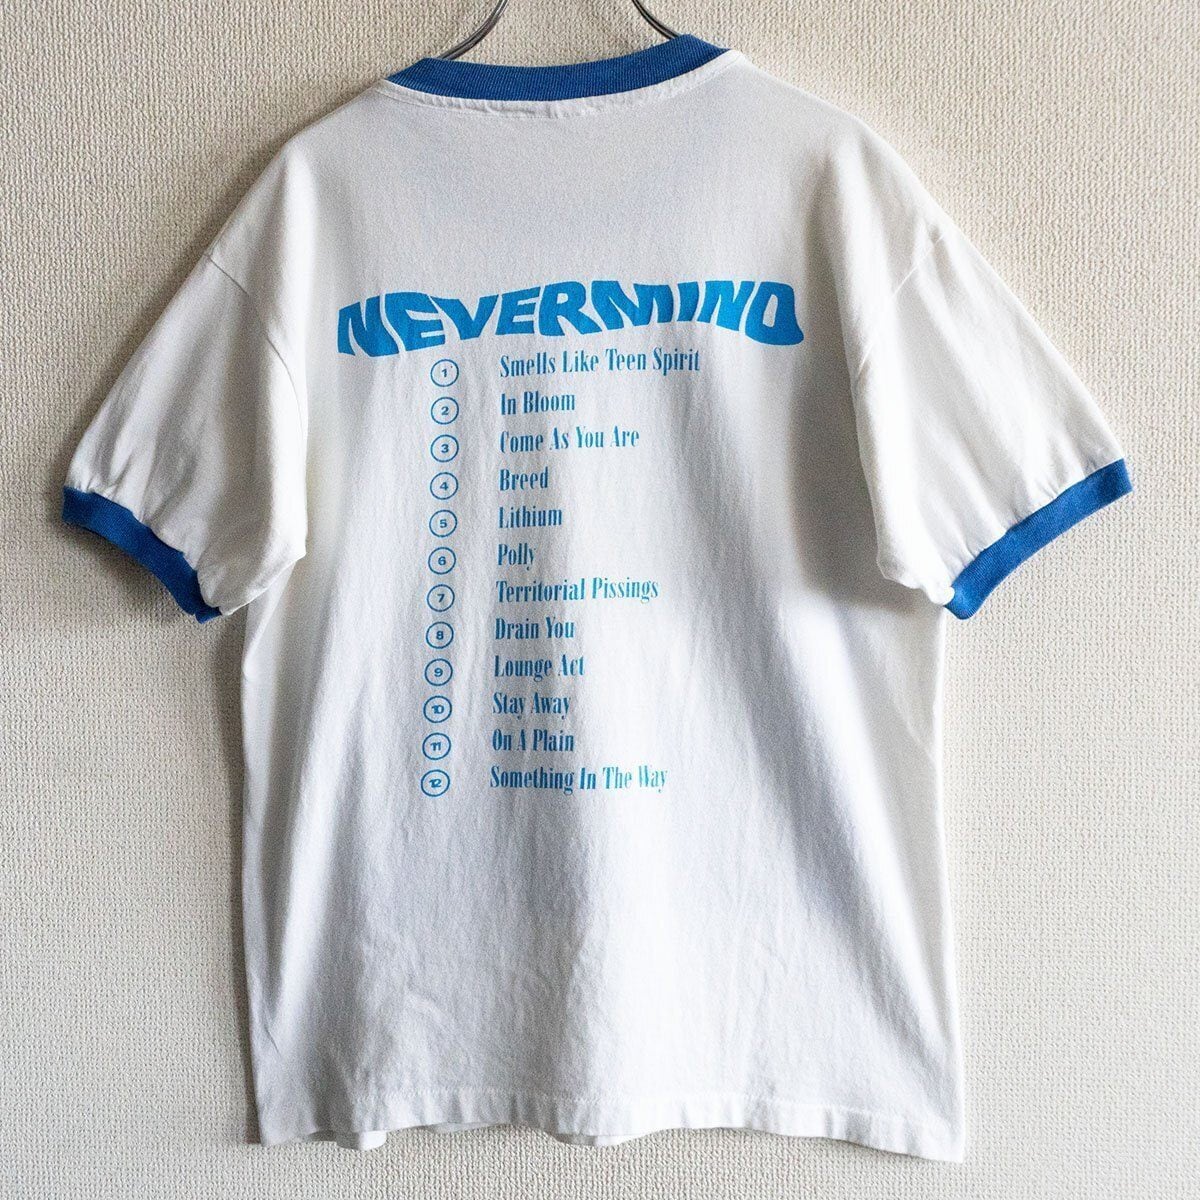 NEVERMIND
1 Smells Like Teen Spirit
2 In Bloom
3 Come As You Are
4 Breed
5 Lithium
6 Polly
7 Territorial Pissings
8 Drain You
9 Lounge Act
10 Stay Away
11 On A Plain
12 Something In The Way